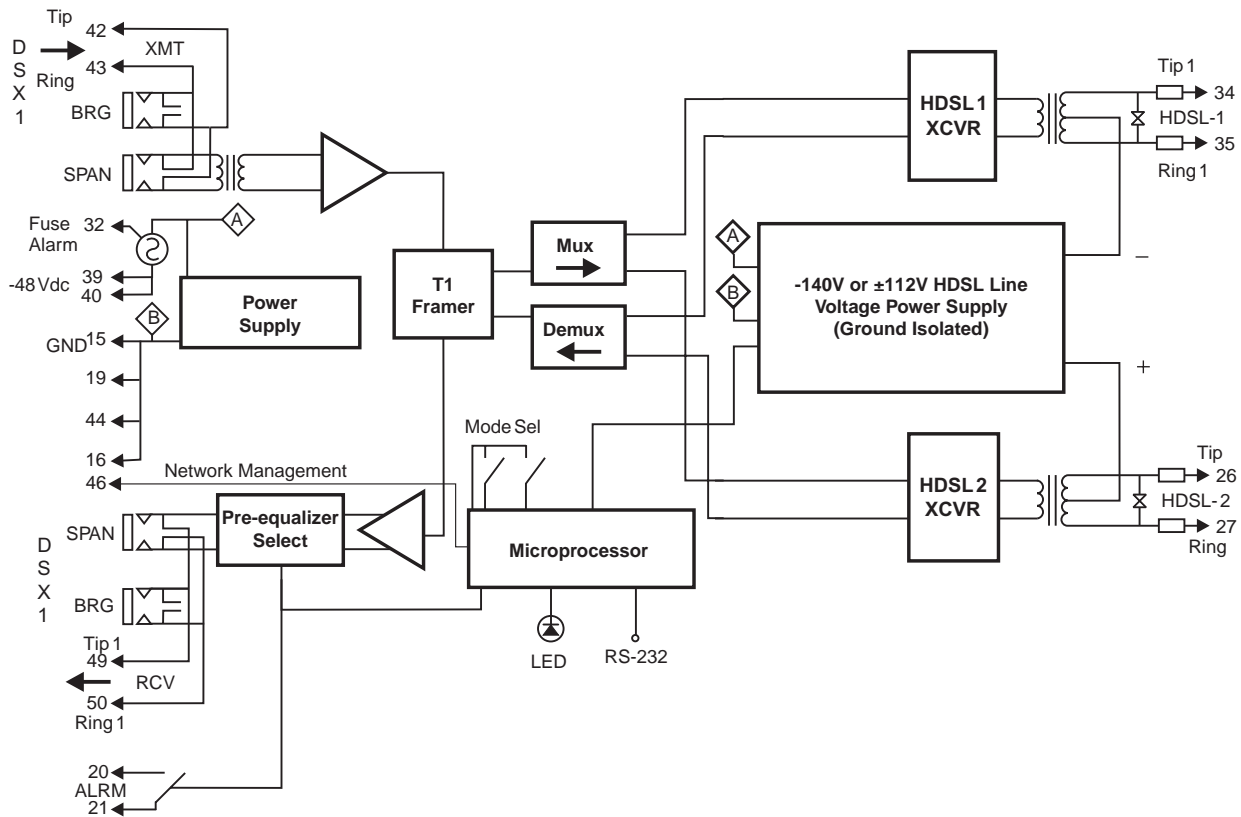 Tip
42
XMT
43
Ring
D
S
X
1
BRG
SPAN
Fuse
Alarm
32
A
-48 Vdc
39
40
Power
Supply
B
GND
15
19
44
16
46
Network Management
T1
Framer
Mux
Demux
HDSL 1
XCVR
Tip 1
34
HDSL-1
35
Ring 1
A
B
-140V or ±112V HDSL Line
Voltage Power Supply
(Ground Isolated)
−
+
Mode Sel
HDSL 2
XCVR
Tip
26
HDSL-2
27
Ring
SPAN
D
S
X
1
BRG
Pre-equalizer
Select
Microprocessor
LED
RS-232
Tip 1
49
RCV
50
Ring 1
20
ALRM
21